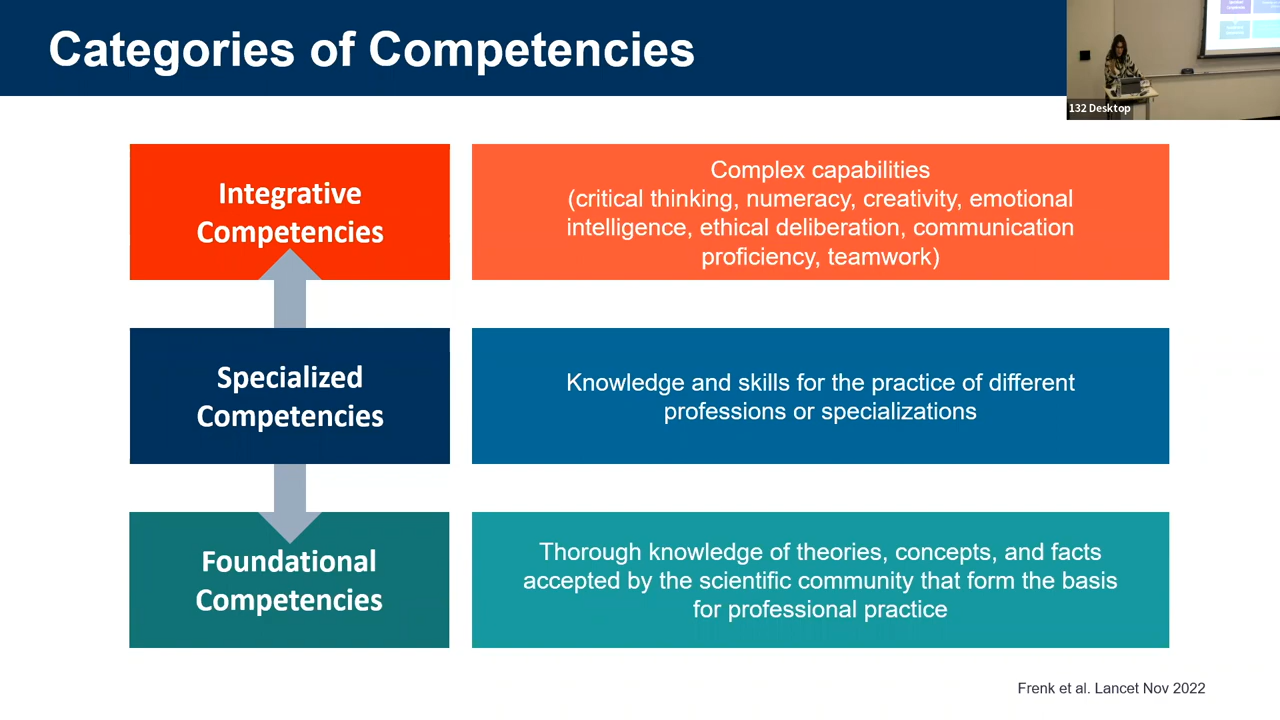 Categories of Competencies
132 Desktop
Integrative
Competencies
Complex capabilities
(critical thinking, numeracy, creativity, emotional
intelligence, ethical deliberation, communication
proficiency, teamwork)
Specialized
Competencies
Knowledge and skills for the practice of different
professions or specializations
Foundational
Competencies
Thorough knowledge of theories, concepts, and facts
accepted by the scientific community that form the basis
for professional practice
Frenk et al. Lancet Nov 2022